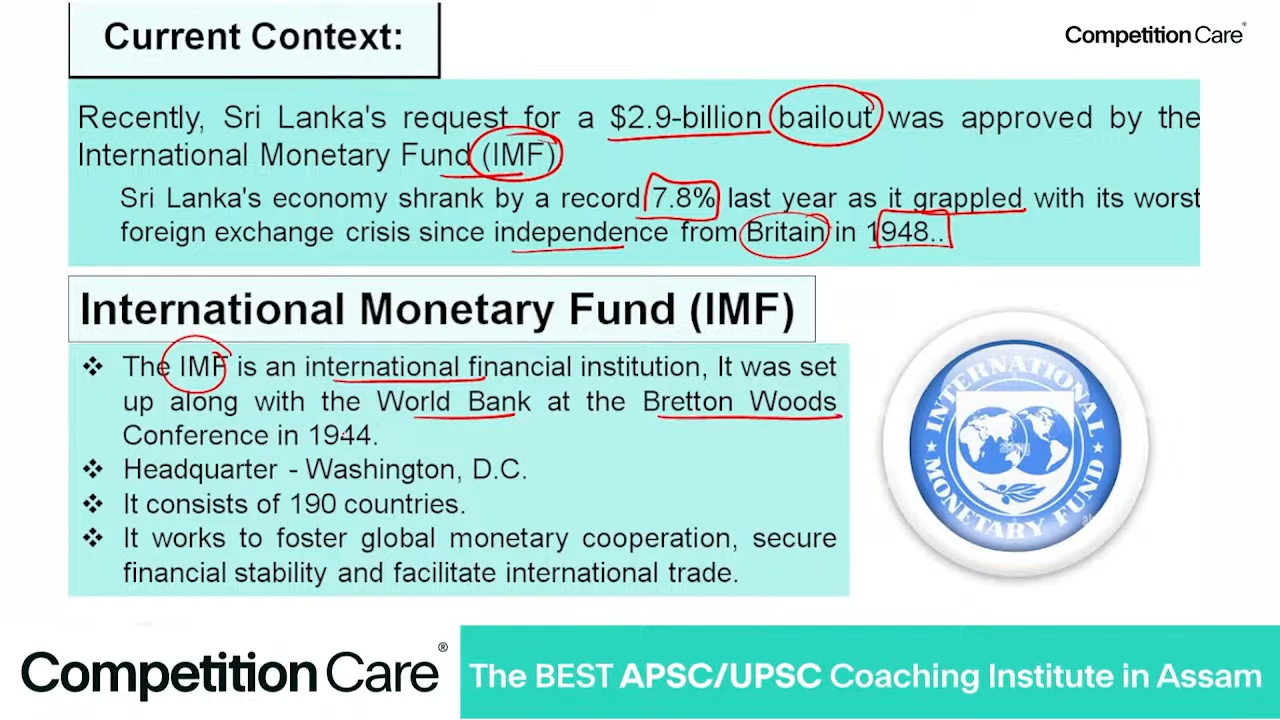 Current Context:
Competition Care®
Recently, Sri Lanka's request for a $2.9-billion bailout was approved by the
International Monetary Fund (IMF)
Sri Lanka's economy shrank by a record 7.8% last year as it grappled with its worst
foreign exchange crisis since independence from Britain in 1948..
International Monetary Fund (IMF)
❖ The IMF is an international financial institution, It was set
up along with the World Bank at the Bretton Woods
Conference in 1944.
❖ Headquarter - Washington, D.C.
❖ It consists of 190 countries.
❖ It works to foster global monetary cooperation, secure
financial stability and facilitate international trade.
INTERNATIONAL
MONETARY FUND
Competition Care®
The BEST APSC/UPSC Coaching Institute in Assam